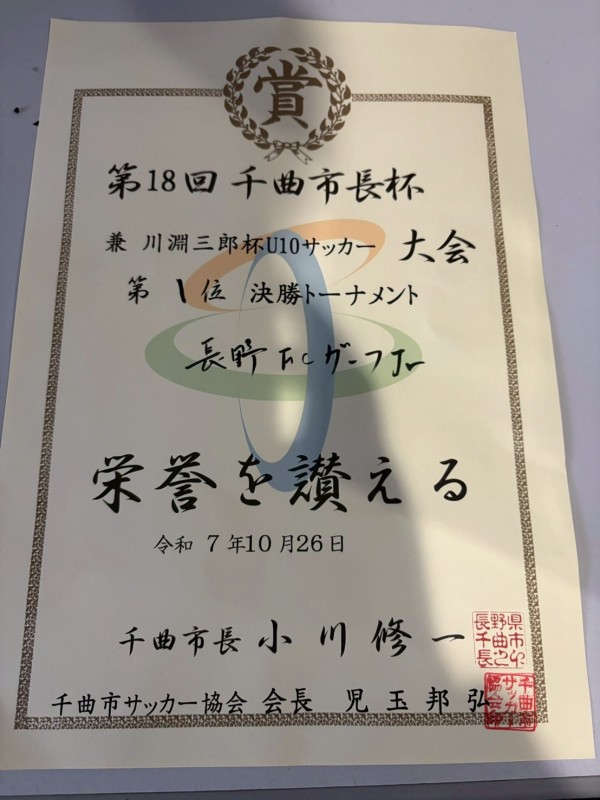 賞
第18回 千曲市長杯
兼 川淵三郎杯U10サッカー 大会
第 1 位 決勝トーナメント
長野FCガーフJr
栄誉を讃える
令和 7 年10 月26 日
千曲市長 小 川 修 一
千曲市サッカー協会 会長 児 玉 邦 弘